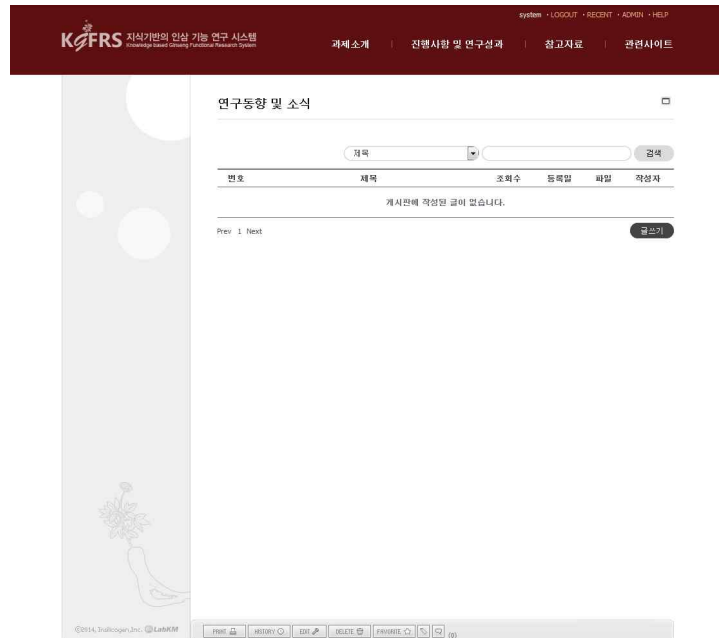 system · LOGOUT · RECENT · ADMIN · HELP
KGFRS 지식기반의 인삼 기능 연구 시스템
Knowledge based Ginseng Functional Research System
과제소개 | 진행사항 및 연구성과 | 참고자료 | 관련사이트
연구동향 및 소식
제목 검색
번호 제목 조회수 등록일 파일 작성자
게시판에 작성된 글이 없습니다.
Prev 1 Next 글쓰기
Inc. LabKM
PRINT HISTORY EDIT DELETE FAVORITE (0)